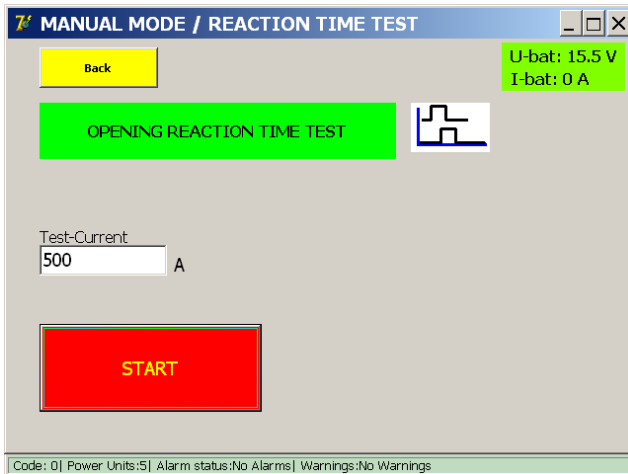 MANUAL MODE / REACTION TIME TEST
Back
U-bat: 15.5 V
I-bat: 0 A
OPENING REACTION TIME TEST
Test-Current
500 A
START
Code: 0| Power Units:5| Alarm status:No Alarms| Warnings:No Warnings